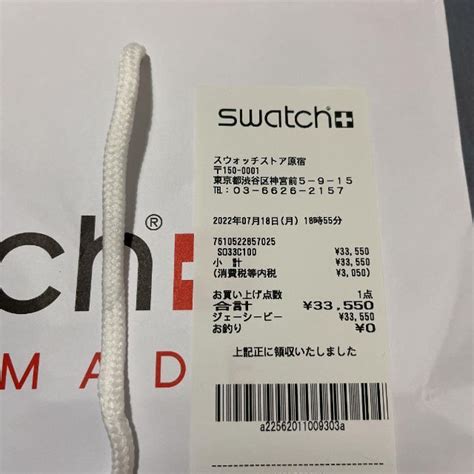 swatch
スウォッチストア原宿
〒150-0001
東京都渋谷区神宮前5-9-15
TEL:03-6626-2157
2022年07月18日(月) 18時55分
7610522857025
SO33C100 ¥33,550
小 計 ¥33,550
(消費税等内税 ¥3,050)
お買い上げ点数 1点
合計 ¥33,550
ジェーシービー ¥33,550
お釣り ¥0
上記正に領収いたしました
a22562011009303a
ch®
MAD